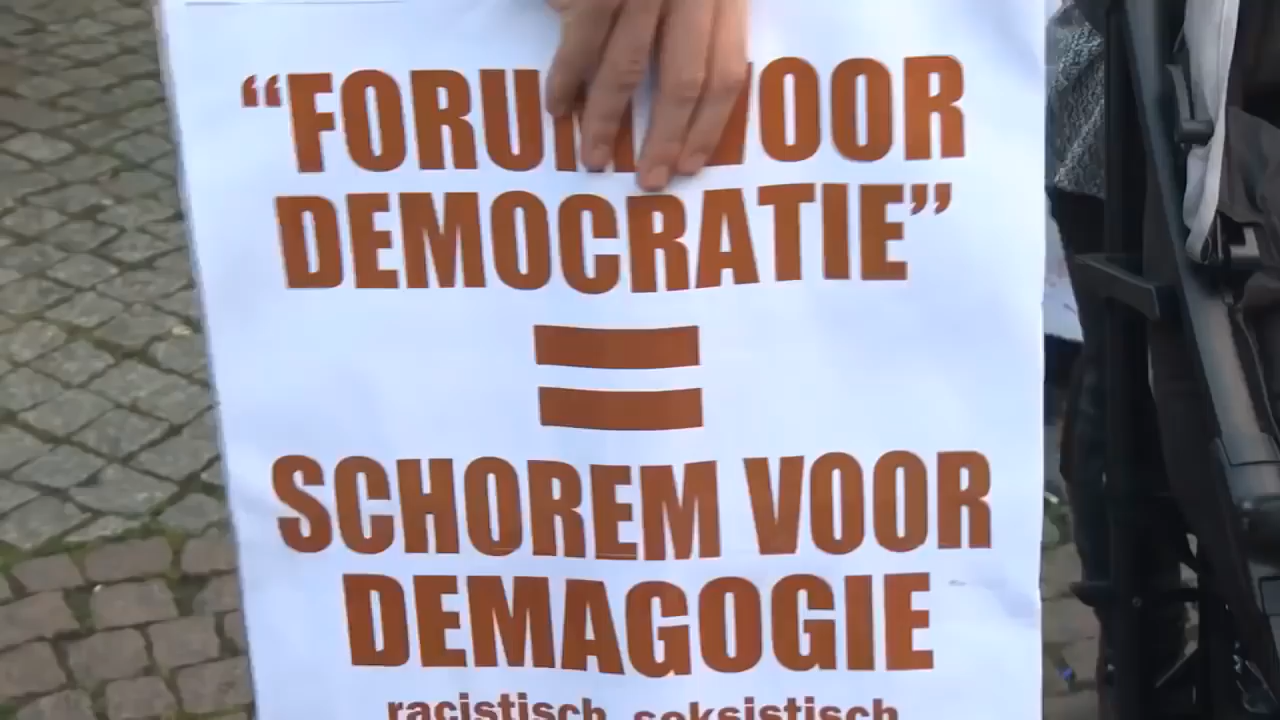 “FORUM VOOR
DEMOCRATIE”
=
SCHOREM VOOR
DEMAGOGIE
racistisch seksistisch